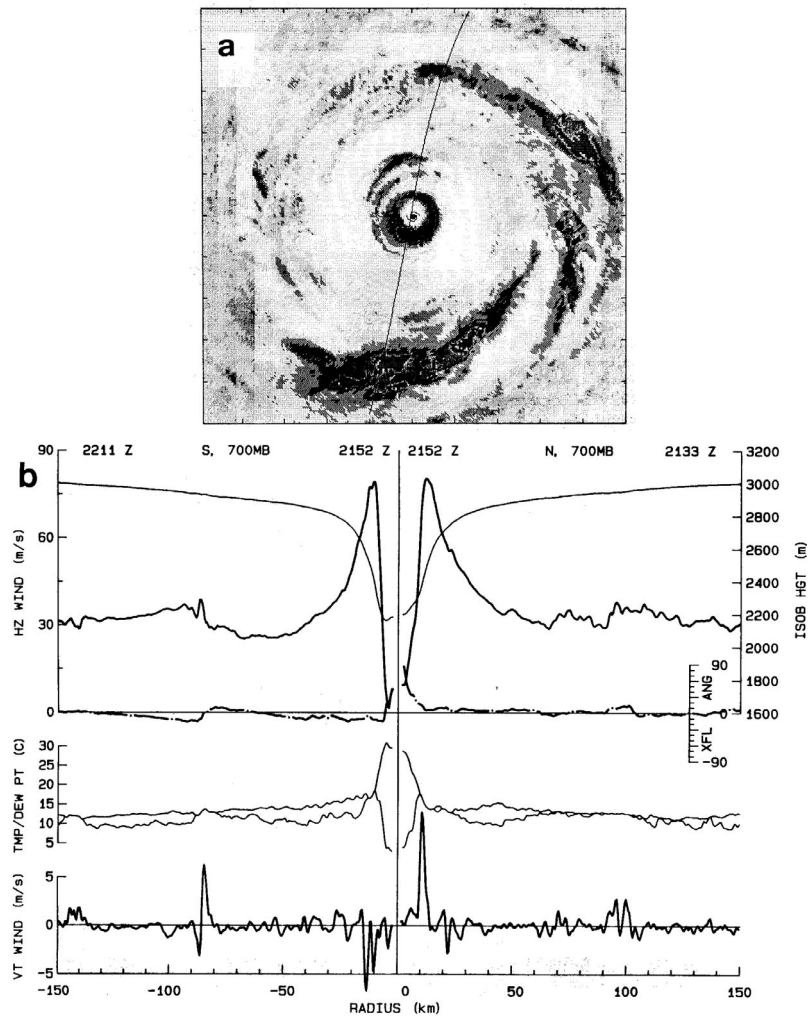 a
b
2211 Z S, 700MB 2152 Z 2152 Z N, 700MB 2133 Z
90
60
30
0
HZ WIND (m/s)
3200
3000
2800
2600
2400
2200
2000
1800
1600
ISOB HGT (m)
90
0
-90
ANG
XFL
30
25
20
15
10
5
TMP/DEW PT (C)
5
0
-5
VT WIND (m/s)
-150 -100 -50 0 50 100 150
RADIUS (km)